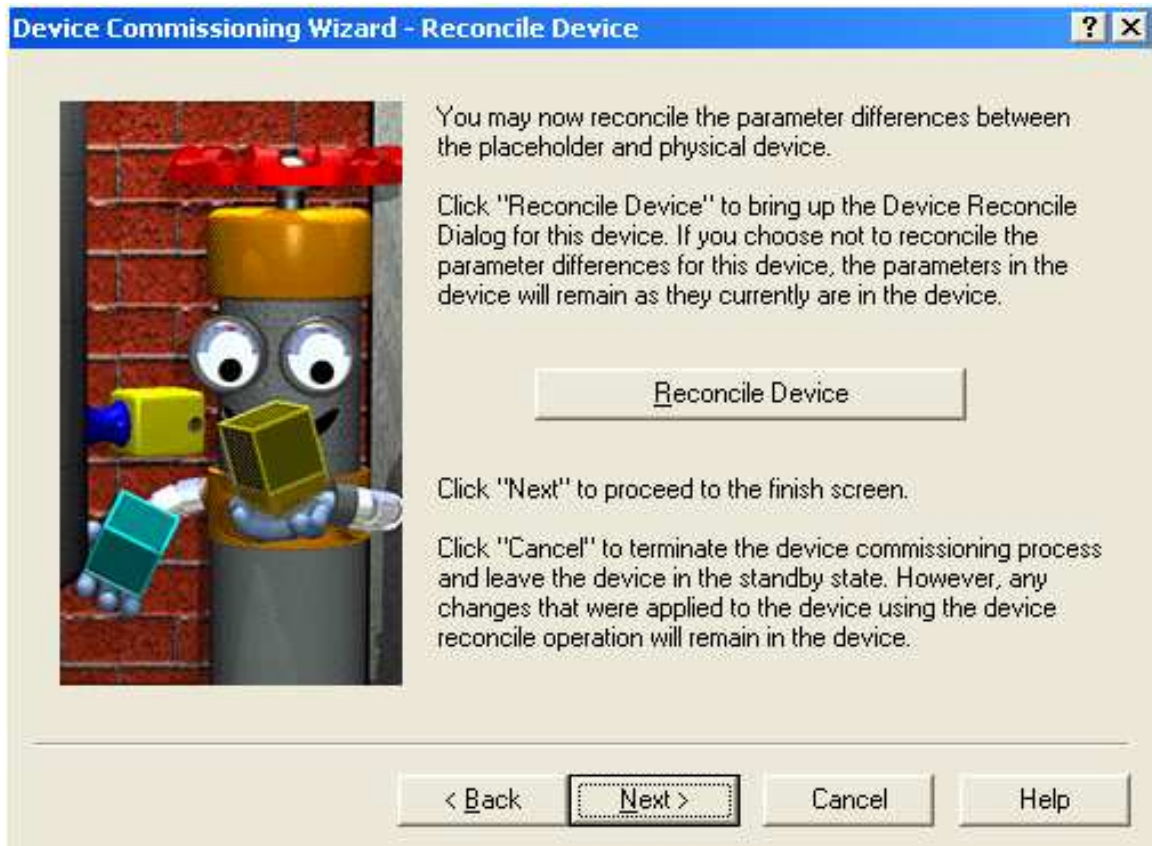 Device Commissioning Wizard - Reconcile Device
You may now reconcile the parameter differences between
the placeholder and physical device.
Click "Reconcile Device" to bring up the Device Reconcile
Dialog for this device. If you choose not to reconcile the
parameter differences for this device, the parameters in the
device will remain as they currently are in the device.
Reconcile Device
Click "Next" to proceed to the finish screen.
Click "Cancel" to terminate the device commissioning process
and leave the device in the standby state. However, any
changes that were applied to the device using the device
reconcile operation will remain in the device.
< Back Next > Cancel Help